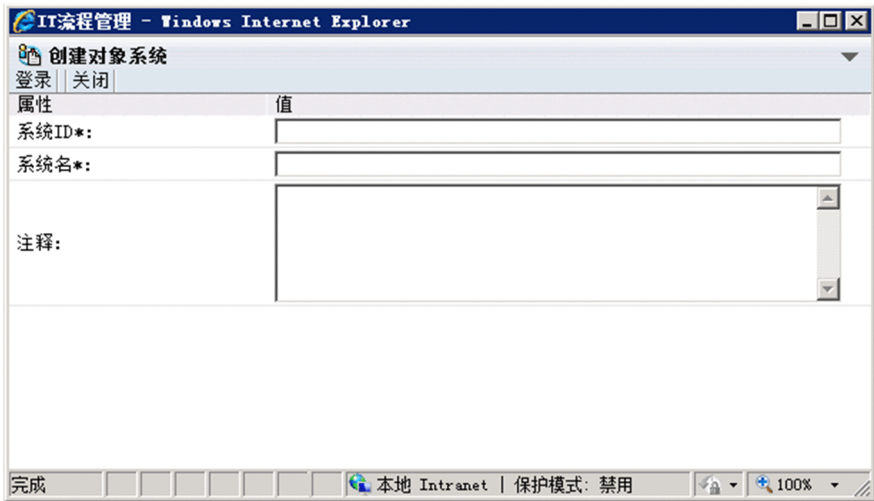 IT流程管理 - Windows Internet Explorer
创建对象系统
登录 关闭
属性 值
系统ID*:
系统名*:
注释:
完成 本地 Intranet | 保护模式: 禁用 100%